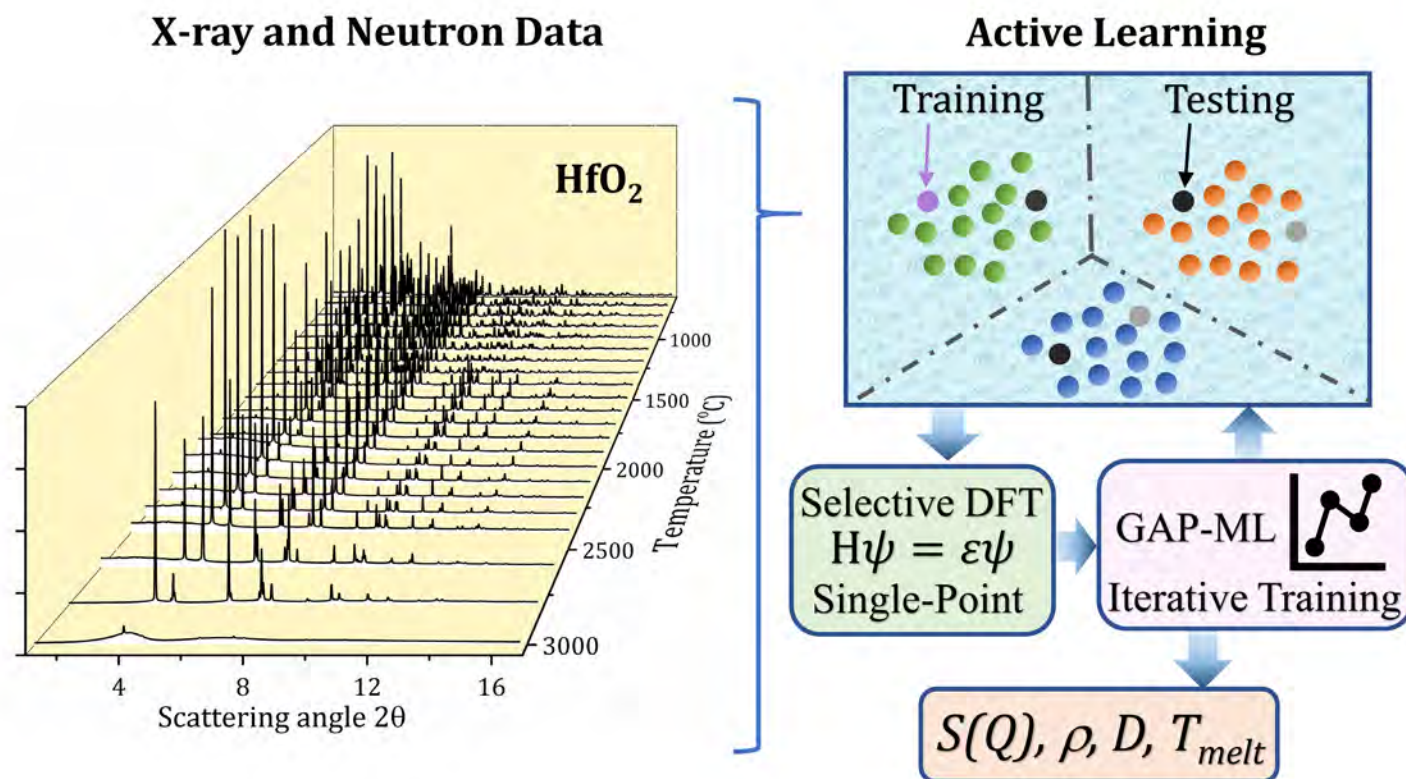 X-ray and Neutron Data
HfO₂
1000
1500
2000
2500
3000
Temperature (⁰C)
4 8 12 16
Scattering angle 2θ
Active Learning
Training
Testing
Selective DFT
Hψ = εψ
Single-Point
GAP-ML
Iterative Training
S(Q), ρ, D, Tmelt